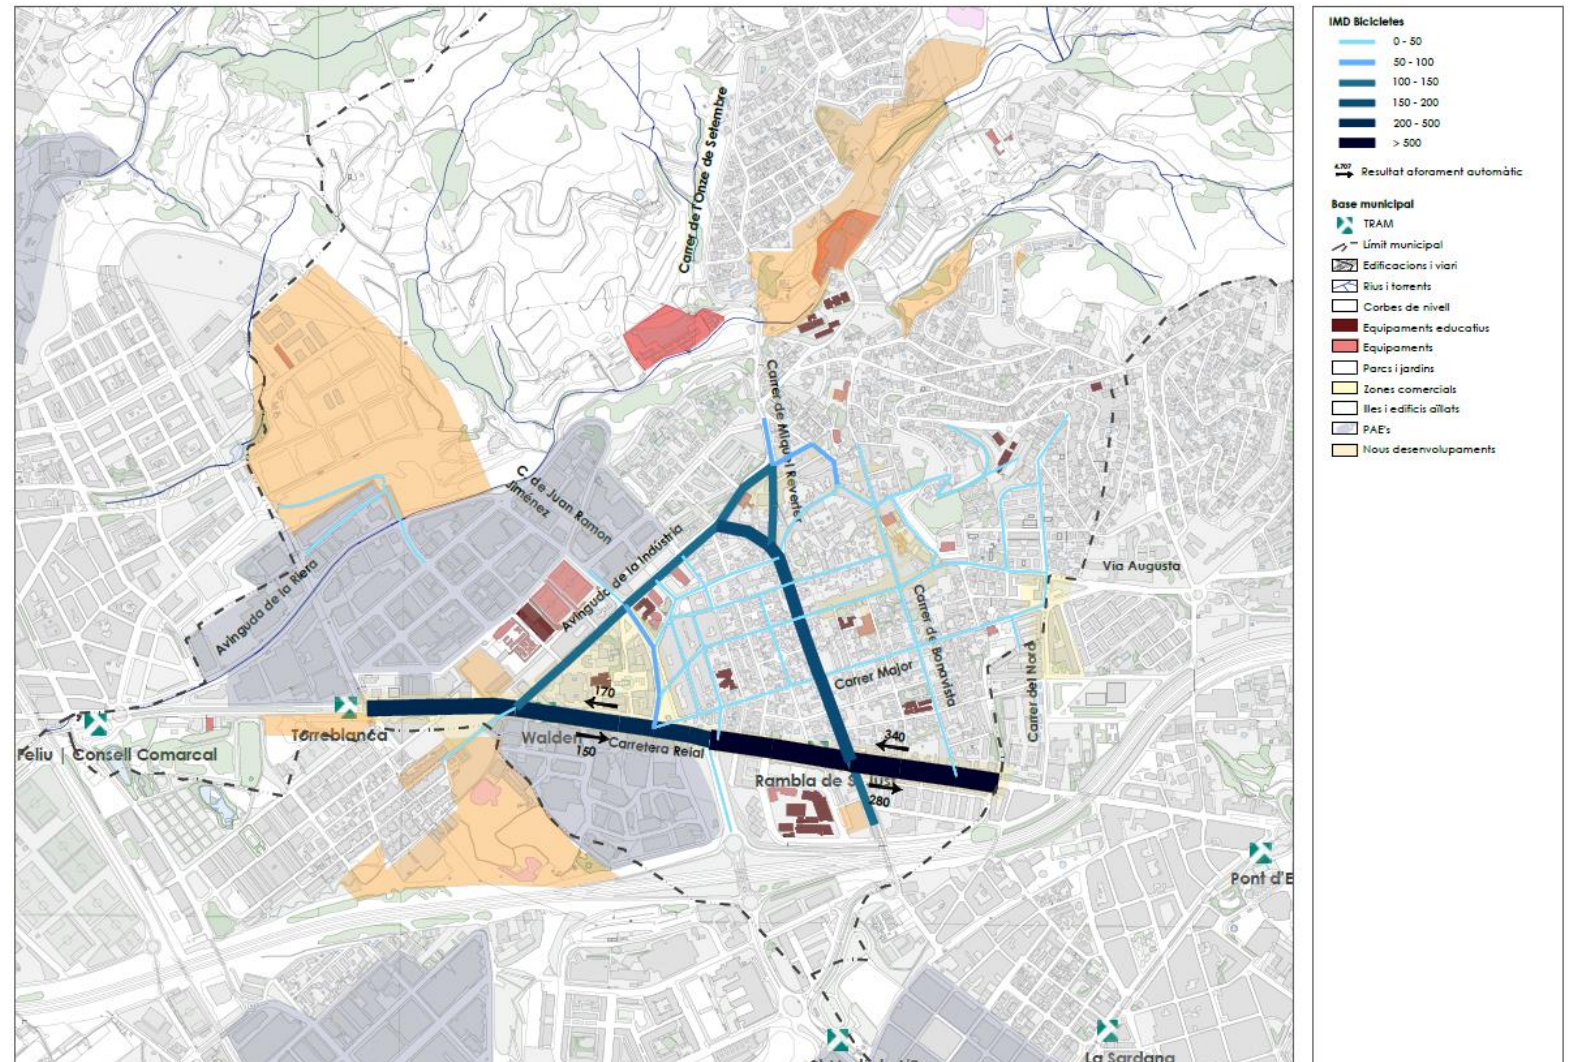 IMD Bicicletes
0 - 50
50 - 100
100 - 150
150 - 200
200 - 500
> 500
4.707
Resultat aforament automàtic
Base municipal
TRAM
Límit municipal
Edificacions i viari
Rius i torrents
Corbes de nivell
Equipaments educatius
Equipaments
Parcs i jardins
Zones comercials
Illes i edificis aïllats
PAE's
Nous desenvolupaments
Carrer de l'Onze de Setembre
Carrer de Miquel Reverter
C. de Juan Ramon
Jiménez
Avinguda de la Indústria
Avinguda de la Riera
Via Augusta
Carrer de Bonavista
Carrer Major
Carrer del Nord
170
Torreblanca
Walden
150
Carretera Reial
340
Feliu | Consell Comarcal
Rambla de S
Just
280
Pont d'E
La Sardana